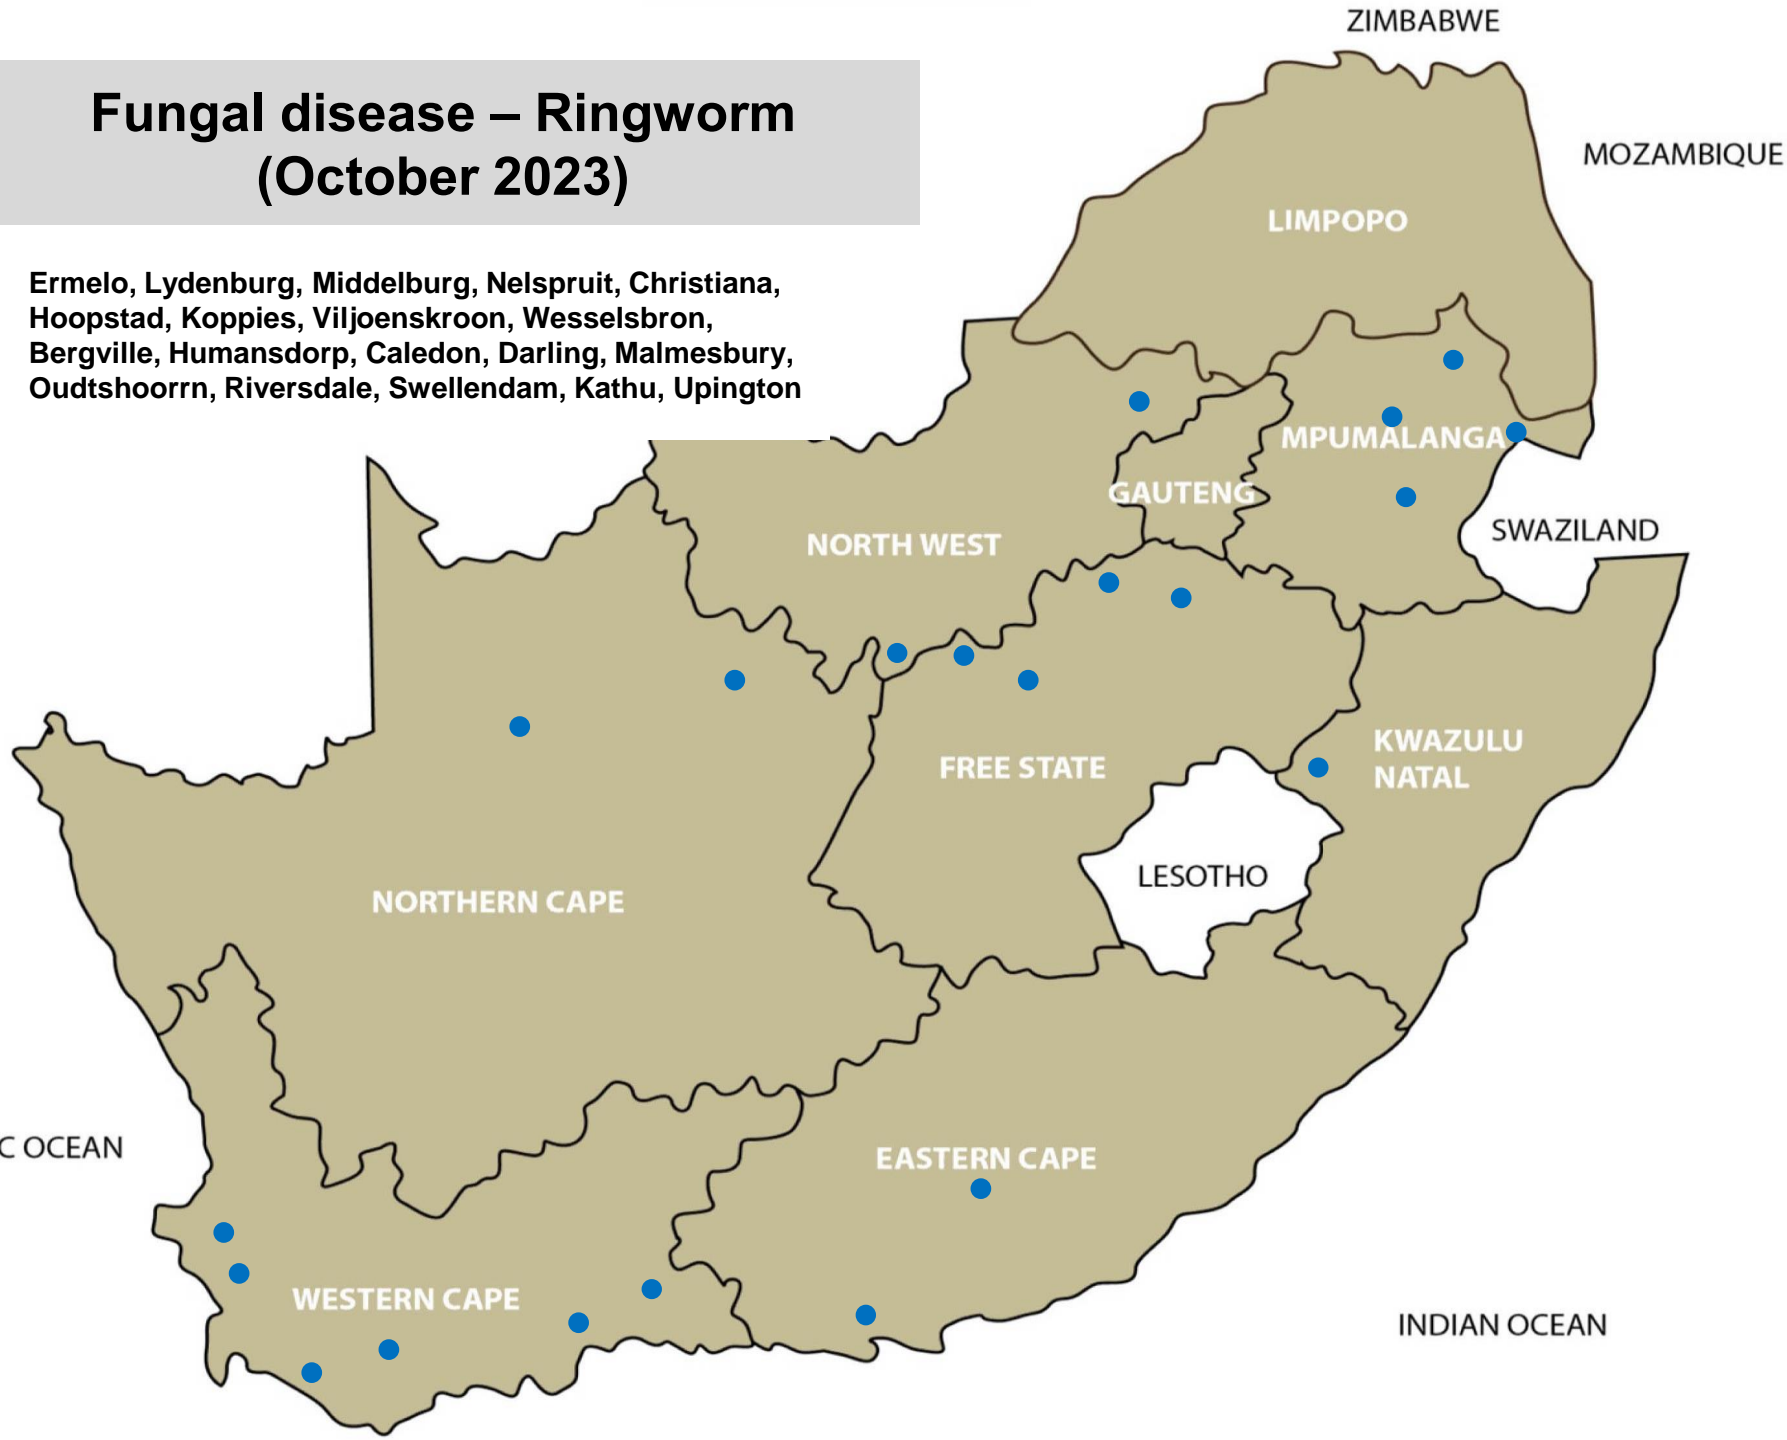 ZIMBABWE
Fungal disease – Ringworm
(October 2023)
MOZAMBIQUE
LIMPOPO
Ermelo, Lydenburg, Middelburg, Nelspruit, Christiana,
Hoopstad, Koppies, Viljoenskroon, Wesselsbron,
Bergville, Humansdorp, Caledon, Darling, Malmesbury,
Oudtshoorrn, Riversdale, Swellendam, Kathu, Upington
MPUMALANGA
GAUTENG
SWAZILAND
NORTH WEST
KWAZULU
NATAL
FREE STATE
LESOTHO
NORTHERN CAPE
C OCEAN
EASTERN CAPE
WESTERN CAPE
INDIAN OCEAN